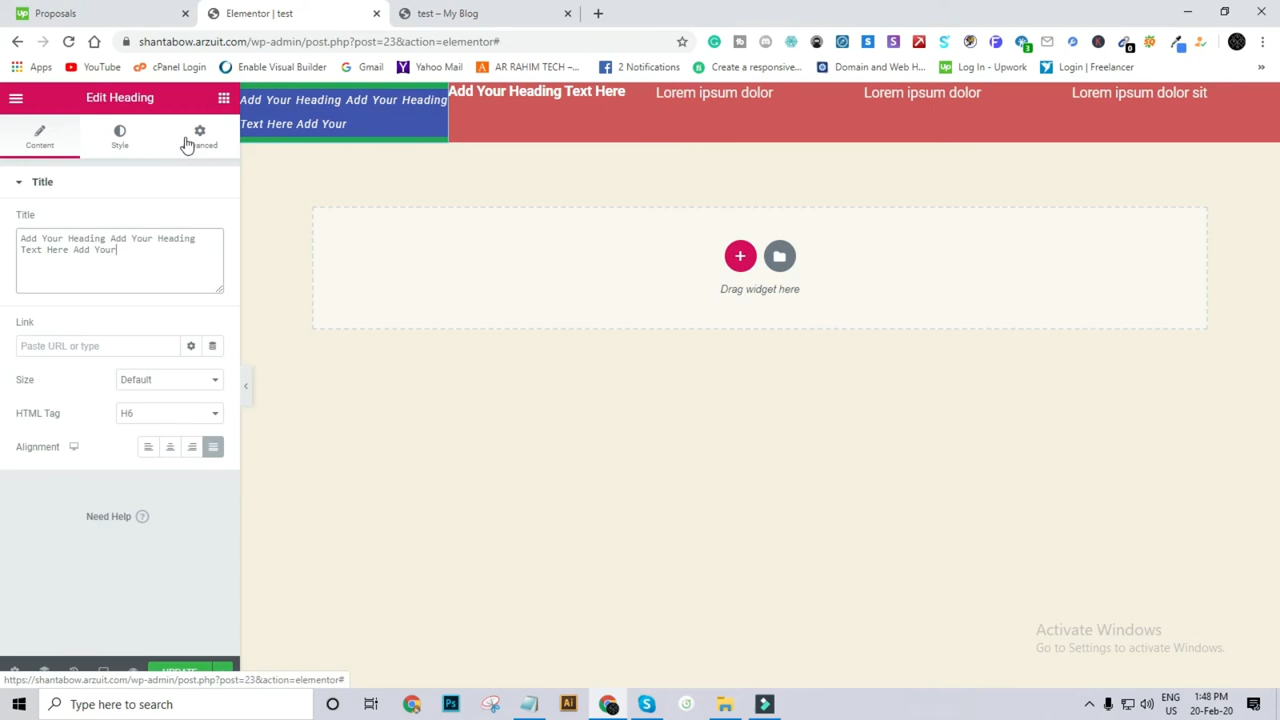 Proposals
Elementor | test
test – My Blog
shantabow.arzuit.com/wp-admin/post.php?post=23&action=elementor#
Apps
YouTube
cPanel Login
Enable Visual Builder
Gmail
Yahoo Mail
AR RAHIM TECH –...
2 Notifications
Create a responsive...
Domain and Web H...
Log In - Upwork
Login | Freelancer
»
Edit Heading
Content
Style
Add Your Heading Add Your Heading
Text Here Add Your
Add Your Heading Text Here
Lorem ipsum dolor
Lorem ipsum dolor
Lorem ipsum dolor sit
Title
Title
Add Your Heading Add Your Heading
Text Here Add Your
Link
Paste URL or type
Size
Default
HTML Tag
H6
Alignment
Need Help
Drag widget here
Activate Windows
Go to Settings to activate Windows.
UPDATE
https://shantabow.arzuit.com/wp-admin/post.php?post=23&action=elementor#
Type here to search
ENG
US
1:48 PM
20-Feb-20